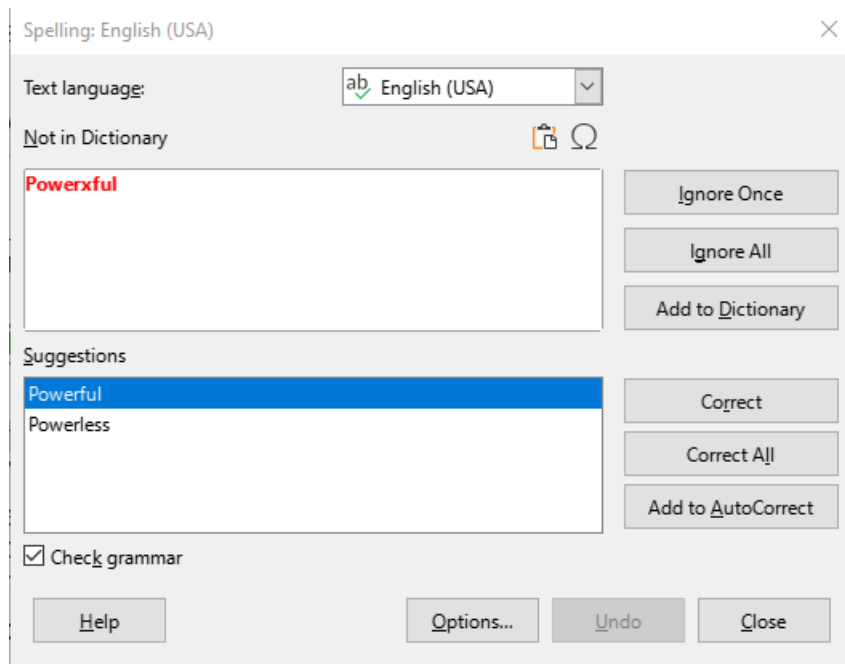 Spelling: English (USA)
Text language:
ab English (USA)
Not in Dictionary
Ω
Powerxful
Ignore Once
Ignore All
Add to Dictionary
Suggestions
Powerful
Powerless
Correct
Correct All
Add to AutoCorrect
Check grammar
Help
Options...
Undo
Close